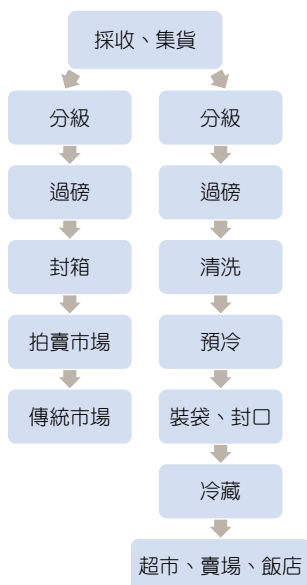 採收、集貨
分級
過磅
封箱
拍賣市場
傳統市場
分級
過磅
清洗
預冷
裝袋、封口
冷藏
超市、賣場、飯店